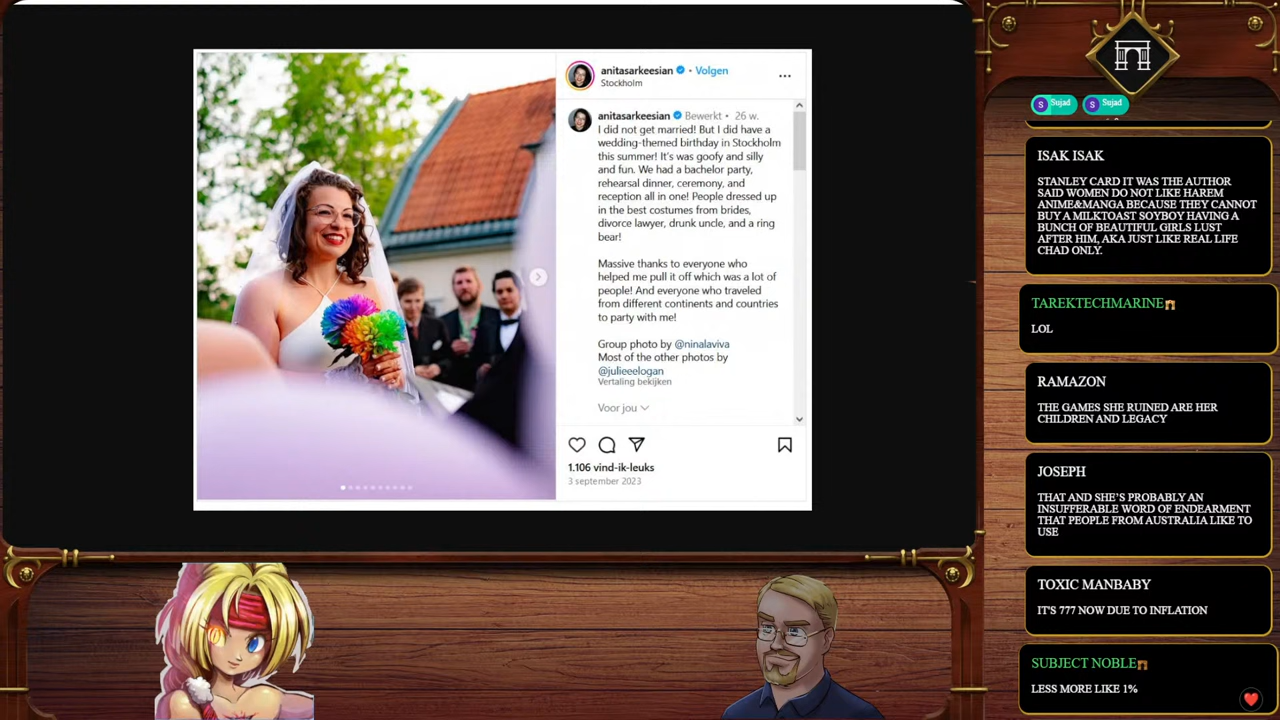 anitasarkeesian • Volgen
Stockholm
anitasarkeesian Bewerkt • 26 w.
I did not get married! But I did have a
wedding-themed birthday in Stockholm
this summer! It's was goofy and silly
and fun. We had a bachelor party,
rehearsal dinner, ceremony, and
reception all in one! People dressed up
in the best costumes from brides,
divorce lawyer, drunk uncle, and a ring
bear!
Massive thanks to everyone who
helped me pull it off which was a lot of
people! And everyone who traveled
from different continents and countries
to party with me!
Group photo by @ninalaviva
Most of the other photos by
@julieeelogan
Vertaling bekijken
Voor jou
1.106 vind-ik-leuks
3 september 2023
S Sujad
S Sujad
ISAK ISAK
STANLEY CARD IT WAS THE AUTHOR
SAID WOMEN DO NOT LIKE HAREM
ANIME&MANGA BECAUSE THEY CANNOT
BUY A MILKTOAST SOYBOY HAVING A
BUNCH OF BEAUTIFUL GIRLS LUST
AFTER HIM, AKA JUST LIKE REAL LIFE
CHAD ONLY.
TAREKTECHMARINE
LOL
RAMAZON
THE GAMES SHE RUINED ARE HER
CHILDREN AND LEGACY
JOSEPH
THAT AND SHE'S PROBABLY AN
INSUFFERABLE WORD OF ENDEARMENT
THAT PEOPLE FROM AUSTRALIA LIKE TO
USE
TOXIC MANBABY
IT'S 777 NOW DUE TO INFLATION
SUBJECT NOBLE
LESS MORE LIKE 1%